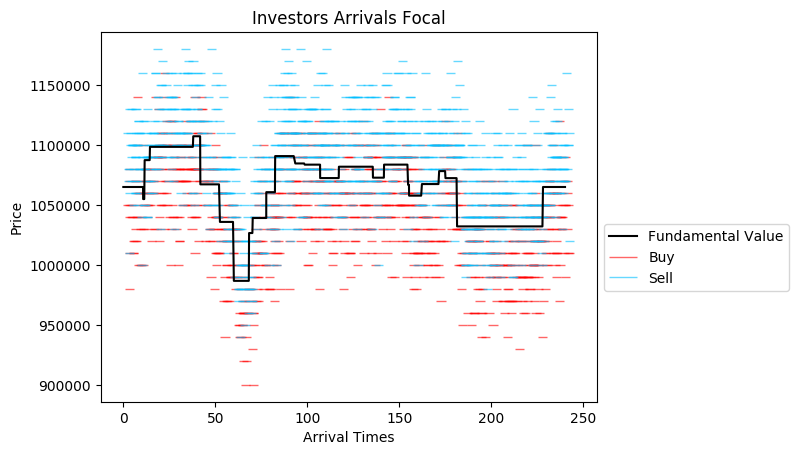 Investors Arrivals Focal
Price
1150000
1100000
1050000
1000000
950000
900000
0 50 100 150 200 250
Arrival Times
Fundamental Value
Buy
Sell